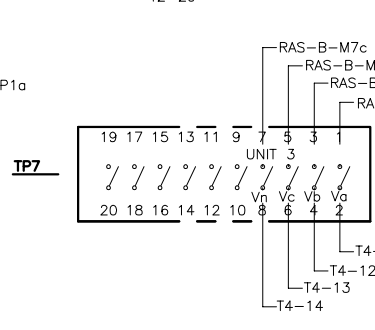 RAS-B-M7c
RAS-B-M
RAS-B
RA
P1a
19 17 15 13 11 9 7 5 3 1
UNIT 3
TP7
Vn Vc Vb Va
20 18 16 14 12 10 8 6 4 2
T4-
T4-12
T4-13
T4-14